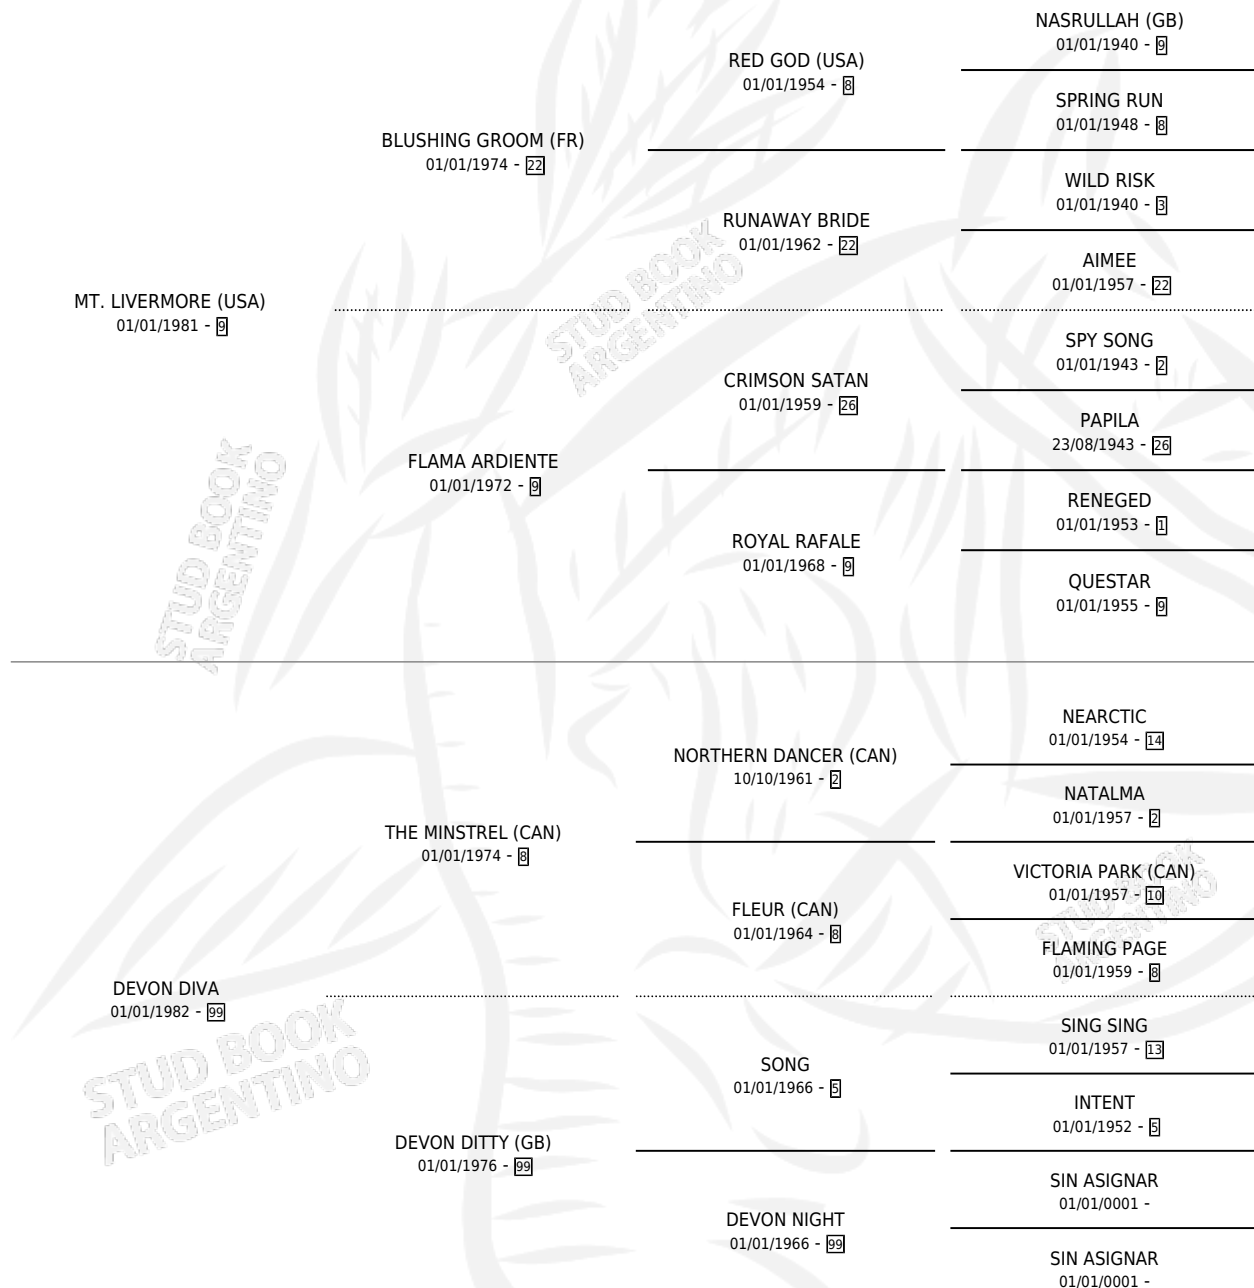 NASRULLAH (GB)
01/01/1940 - 9
RED GOD (USA)
01/01/1954 - 8
SPRING RUN
01/01/1948 - 8
BLUSHING GROOM (FR)
01/01/1974 - 22
WILD RISK
01/01/1940 - 3
RUNAWAY BRIDE
01/01/1962 - 22
AIMEE
01/01/1957 - 22
MT. LIVERMORE (USA)
01/01/1981 - 9
SPY SONG
01/01/1943 - 2
CRIMSON SATAN
01/01/1959 - 26
PAPILA
23/08/1943 - 26
FLAMA ARDIENTE
01/01/1972 - 9
RENEGED
01/01/1953 - 1
ROYAL RAFALE
01/01/1968 - 9
QUESTAR
01/01/1955 - 9
NEARCTIC
01/01/1954 - 14
NORTHERN DANCER (CAN)
10/10/1961 - 2
NATALMA
01/01/1957 - 2
THE MINSTREL (CAN)
01/01/1974 - 8
VICTORIA PARK (CAN)
01/01/1957 - 10
FLEUR (CAN)
01/01/1964 - 8
FLAMING PAGE
01/01/1959 - 8
DEVON DIVA
01/01/1982 - 99
SING SING
01/01/1957 - 13
SONG
01/01/1966 - 5
INTENT
01/01/1952 - 5
DEVON DITTY (GB)
01/01/1976 - 99
SIN ASIGNAR
01/01/0001 -
DEVON NIGHT
01/01/1966 - 99
SIN ASIGNAR
01/01/0001 -
STUD BOOK
ARGENTINO
STUD BOOK
ARGENTINO
STUD BOOK
ARGENTINO
STUD BOOK
ARGENTINO